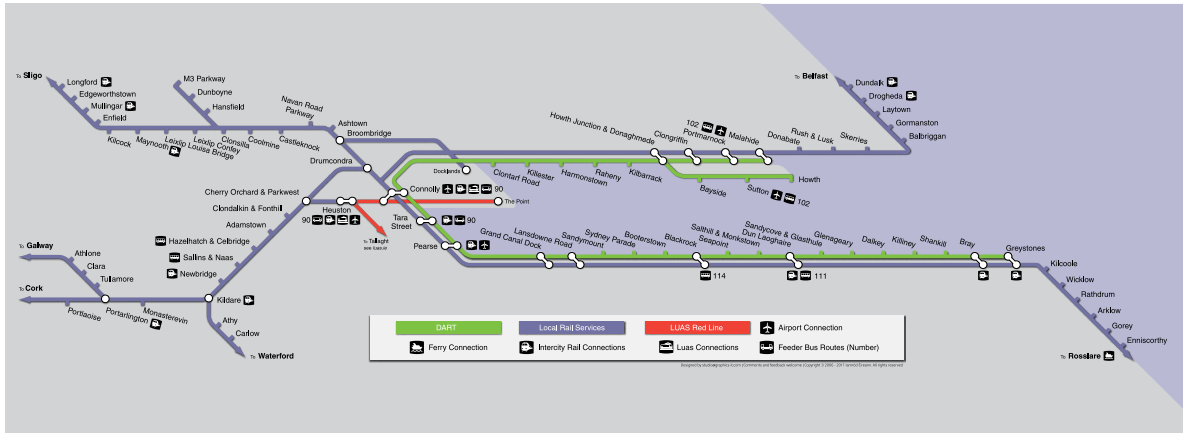 To Sligo
Longford
Edgeworthstown
Mullingar
Enfield
Kilcock
Maynooth
Leixlip Louisa Bridge
Leixlip Confey
Clonsilla
Coolmine
Castleknock
M3 Parkway
Dunboyne
Hansfield
Navan Road
Parkway
Ashtown
Broombridge
Drumcondra
Docklands
Connolly
90
The Point
Cherry Orchard & Parkwest
Clondalkin & Fonthill
Adamstown
Hazelhatch & Celbridge
Sallins & Naas
Newbridge
Kildare
Heuston
90
To Tallaght
Tara
Street
90
Pearse
To Galway
Athlone
Clara
Tullamore
To Cork
Portlaoise
Portarlington
Monasterevin
Athy
Carlow
To Waterford
To Belfast
Dundalk
Drogheda
Laytown
Gormanston
Balbriggan
Skerries
Rush & Lusk
Donabate
102
Malahide
Portmarnock
Clongriffin
Howth Junction & Donaghmede
Clontarf Road
Killester
Harmonstown
Raheny
Kilbarrack
Bayside
Sutton
102
Howth
Grand Canal Dock
Lansdowne Road
Sandymount
Sydney Parade
Booterstown
Blackrock
Seapoint
114
Salthill & Monkstown
Dun Laoghaire
111
Sandycove & Glasthule
Glenageary
Dalkey
Killiney
Shankill
Bray
Greystones
Kilcoole
Wicklow
Rathdrum
Arklow
Gorey
Enniscorthy
To Rosslare
DART
Local Rail Services
LUAS Red Line
Airport Connection
Ferry Connection
Intercity Rail Connections
Luas Connections
Feeder Bus Routes (Number)